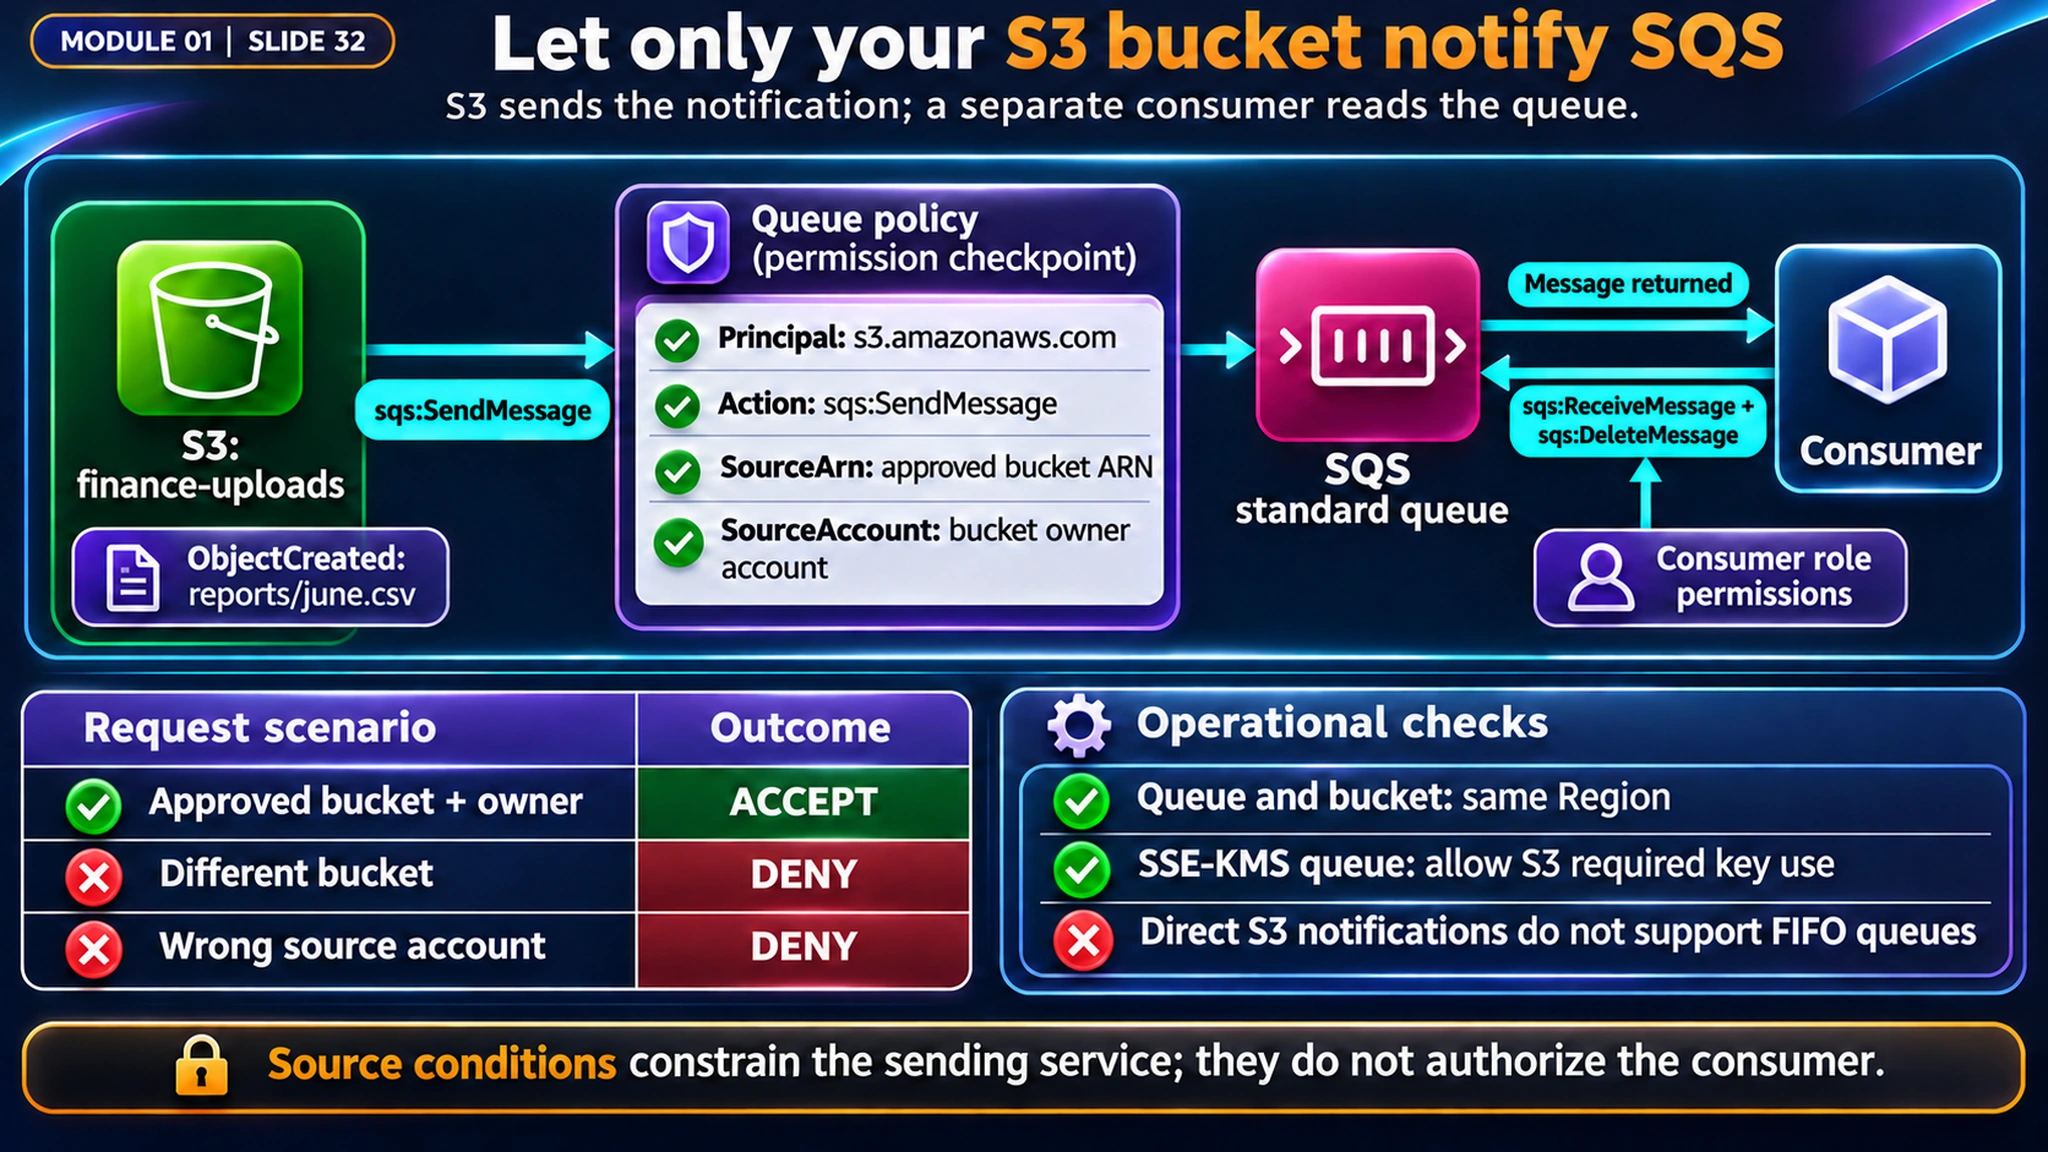 MODULE 01 | SLIDE 32
Let only your S3 bucket notify SQS
S3 sends the notification; a separate consumer reads the queue.
S3:
finance-uploads
ObjectCreated:
reports/june.csv
sqs:SendMessage
Queue policy
(permission checkpoint)
Principal: s3.amazonaws.com
Action: sqs:SendMessage
SourceArn: approved bucket ARN
SourceAccount: bucket owner
account
SQS
standard queue
Message returned
sqs:ReceiveMessage +
sqs:DeleteMessage
Consumer
Consumer role
permissions
Request scenario
Outcome
Approved bucket + owner
ACCEPT
Different bucket
DENY
Wrong source account
DENY
Operational checks
Queue and bucket: same Region
SSE-KMS queue: allow S3 required key use
Direct S3 notifications do not support FIFO queues
Source conditions constrain the sending service; they do not authorize the consumer.